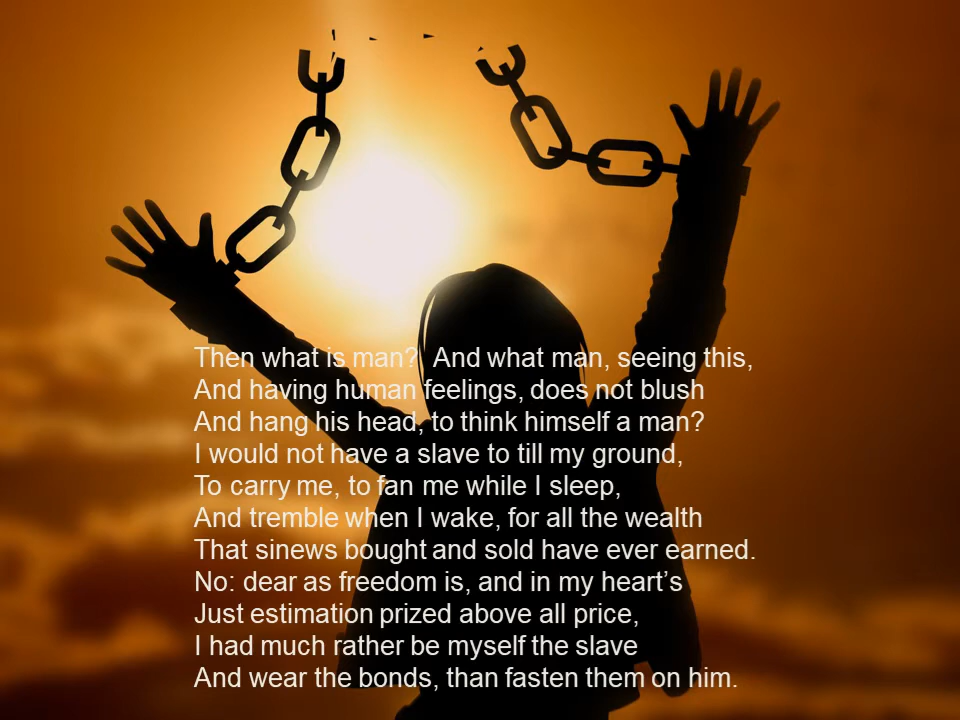 Then what is man?  And what man, seeing this,
And having human feelings, does not blush
And hang his head, to think himself a man?
I would not have a slave to till my ground,
To carry me, to fan me while I sleep,
And tremble when I wake, for all the wealth
That sinews bought and sold have ever earned.
No: dear as freedom is, and in my heart’s
Just estimation prized above all price,
I had much rather be myself the slave
And wear the bonds, than fasten them on him.